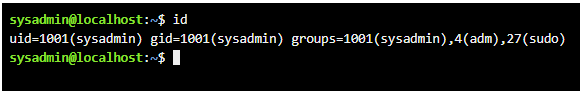 sysadmin@localhost:~$ id
uid=1001(sysadmin) gid=1001(sysadmin) groups=1001(sysadmin),4(adm),27(sudo)
sysadmin@localhost:~$